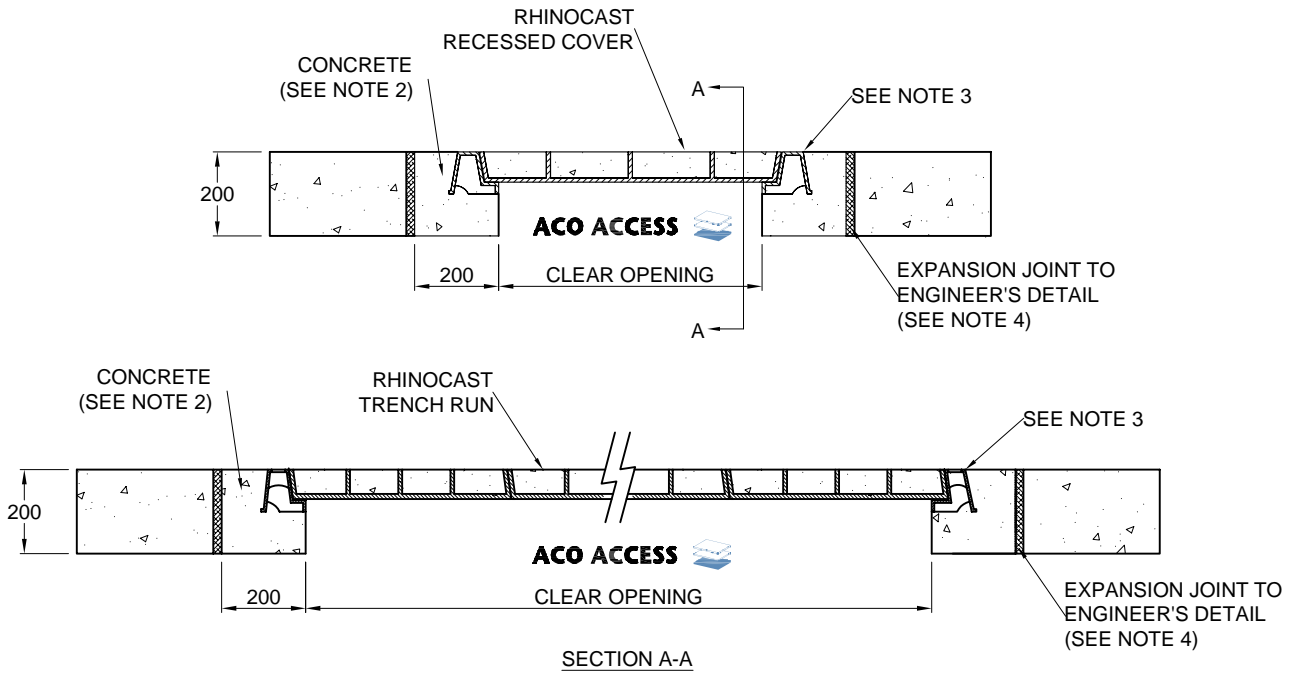 RHINOCAST
RECESSED COVER
CONCRETE
(SEE NOTE 2)
A
SEE NOTE 3
200
ACO ACCESS
200
CLEAR OPENING
EXPANSION JOINT TO
ENGINEER'S DETAIL
(SEE NOTE 4)
A
CONCRETE
(SEE NOTE 2)
RHINOCAST
TRENCH RUN
SEE NOTE 3
200
ACO ACCESS
200
CLEAR OPENING
EXPANSION JOINT TO
ENGINEER'S DETAIL
(SEE NOTE 4)
SECTION A-A